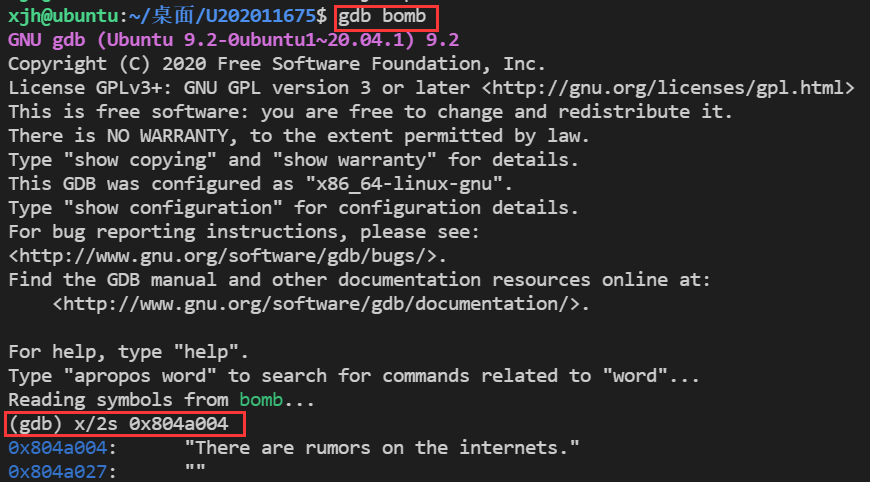 xjh@ubuntu:~/桌面/U202011675$ gdb bomb
GNU gdb (Ubuntu 9.2-0ubuntu1~20.04.1) 9.2
Copyright (C) 2020 Free Software Foundation, Inc.
License GPLv3+: GNU GPL version 3 or later <http://gnu.org/licenses/gpl.html>
This is free software: you are free to change and redistribute it.
There is NO WARRANTY, to the extent permitted by law.
Type "show copying" and "show warranty" for details.
This GDB was configured as "x86_64-linux-gnu".
Type "show configuration" for configuration details.
For bug reporting instructions, please see:
<http://www.gnu.org/software/gdb/bugs/>.
Find the GDB manual and other documentation resources online at:
    <http://www.gnu.org/software/gdb/documentation/>.

For help, type "help".
Type "apropos word" to search for commands related to "word"...
Reading symbols from bomb...
(gdb) x/2s 0x804a004
0x804a004:      "There are rumors on the internets."
0x804a027:      ""